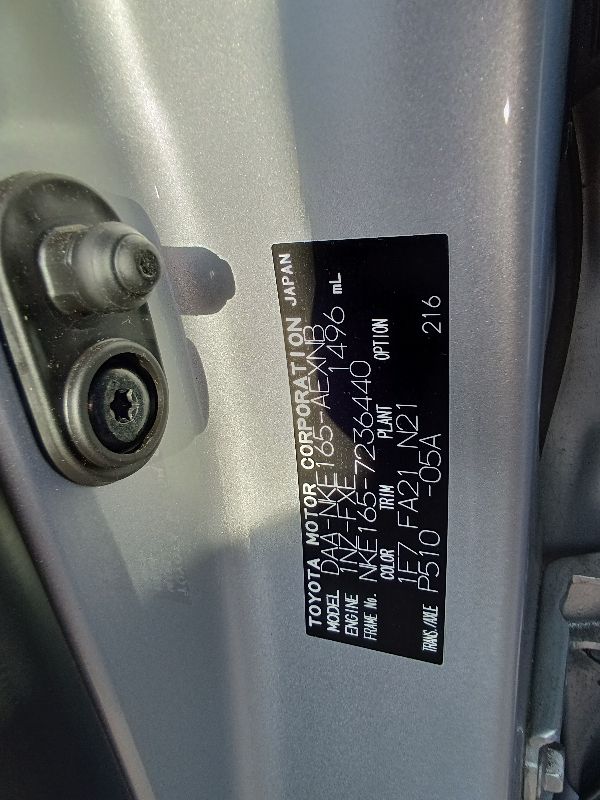 TOYOTA MOTOR CORPORATION JAPAN
MODEL DAA-NKE165-AEXNB
ENGINE 1NZ-FXE 1496 mL
FRAME No. NKE165-7236440
COLOR TRIM PLANT OPTION
1E7 FA21 N21 216
TRANS./AXLE P510 -05A